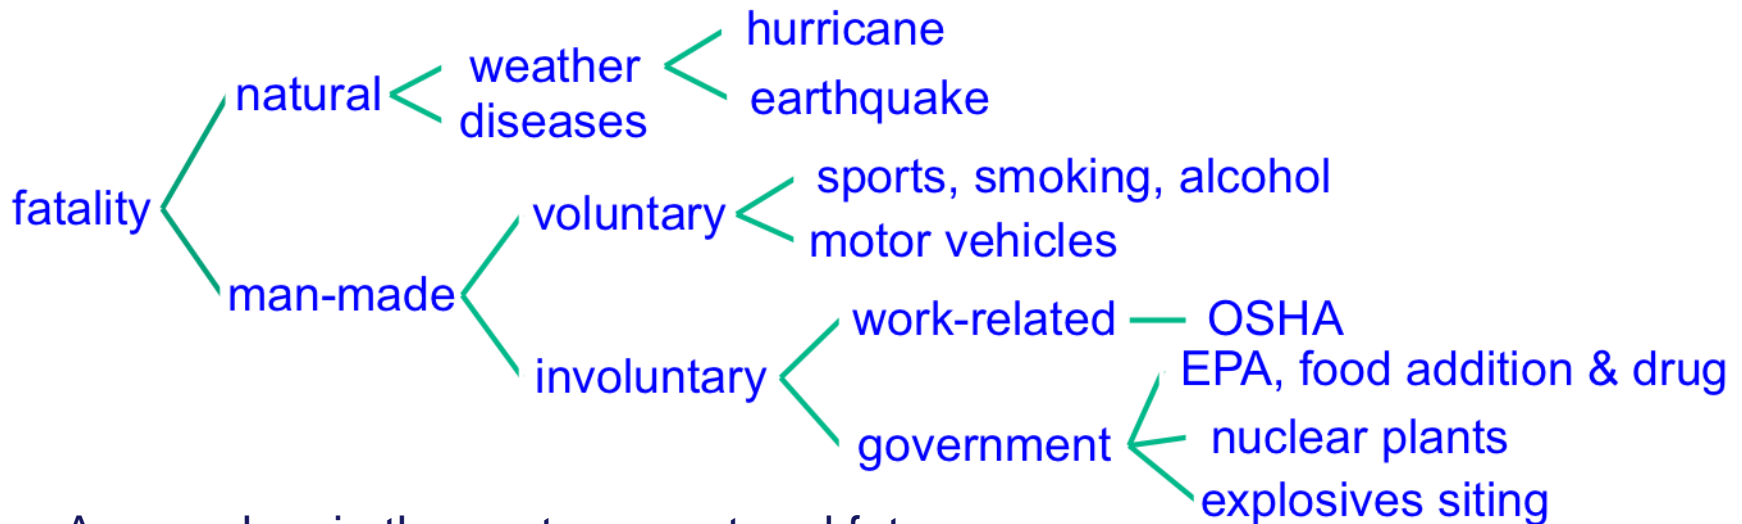 hurricane
weather
natural
earthquake
diseases
sports, smoking, alcohol
fatality
voluntary
motor vehicles
man-made
work-related
OSHA
EPA, food addition & drug
involuntary
nuclear plants
government
explosives siting